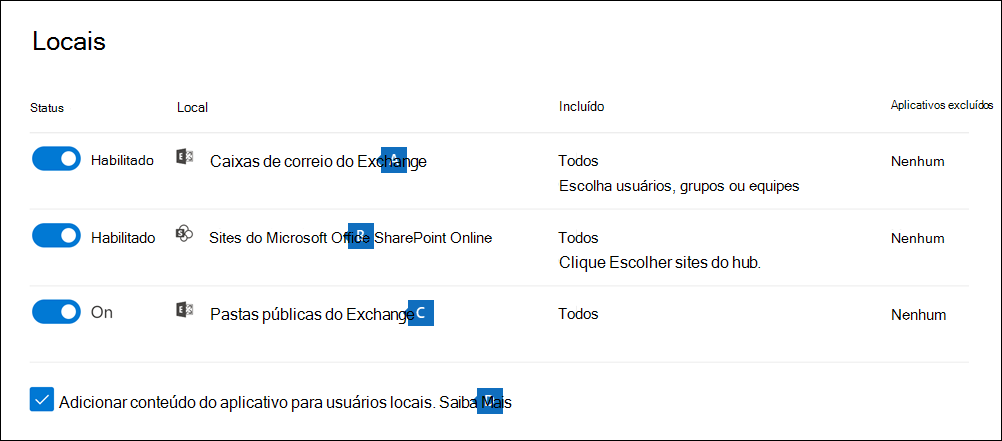 Locais
Status Local Incluído Aplicativos excluídos
Habilitado Caixas de correio do Exchange A Todos Nenhum
Escolha usuários, grupos ou equipes
Habilitado Sites do Microsoft Office SharePoint Online B Todos Nenhum
Clique Escolher sites do hub.
On Pastas públicas do Exchange C Todos Nenhum
Adicionar conteúdo do aplicativo para usuários locais. Saiba Mais